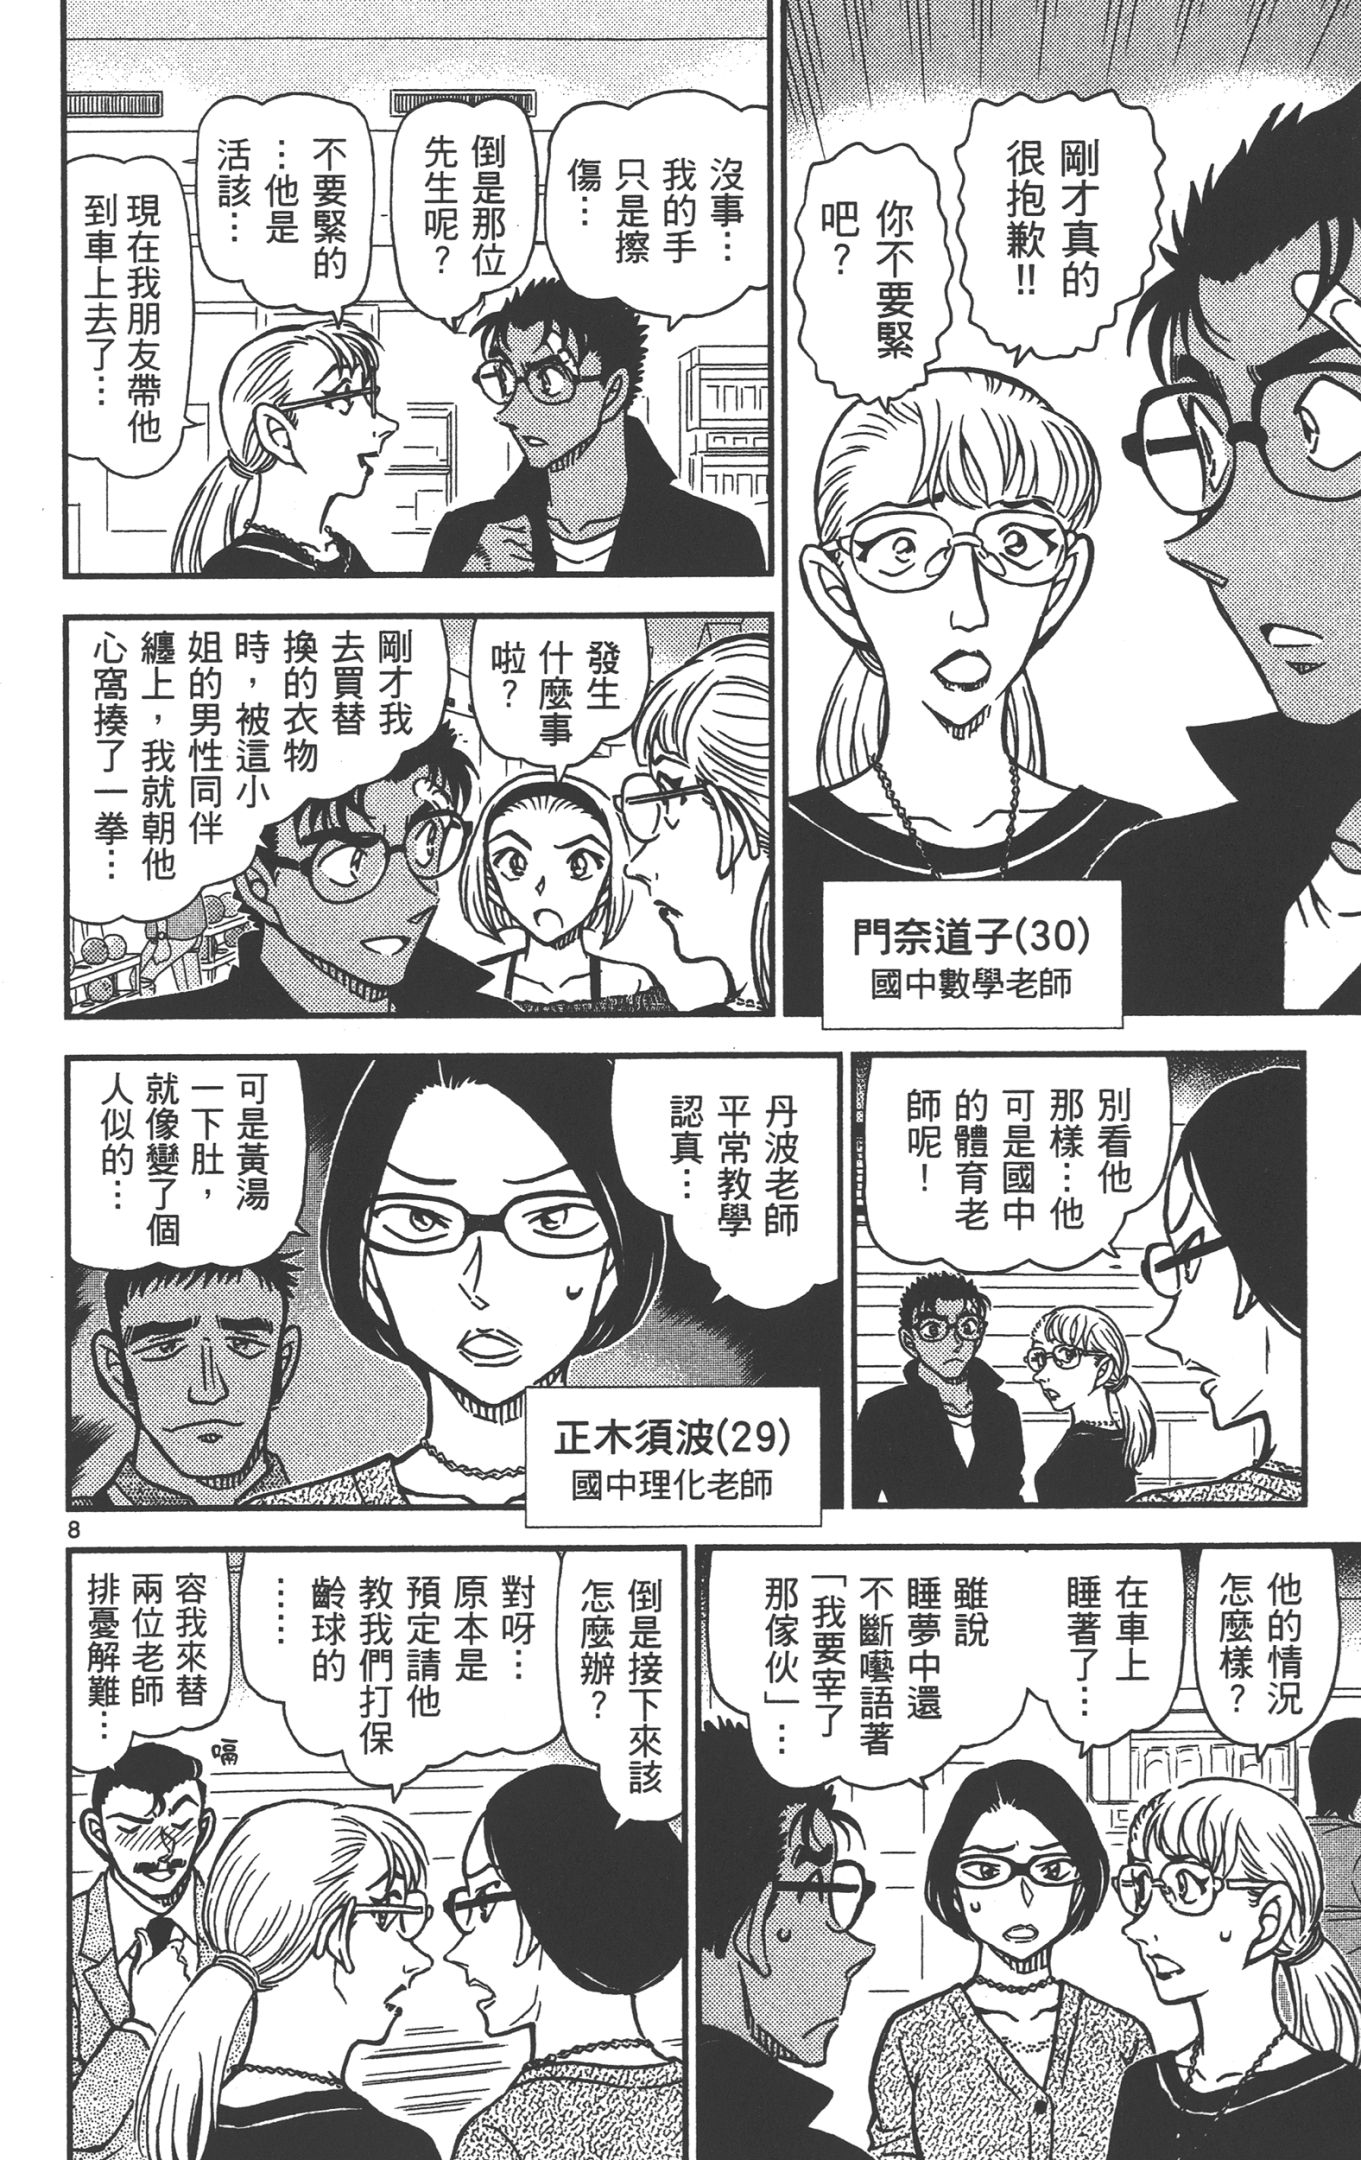 剛才真的
很抱歉!!
你不要緊
吧？
門奈道子(30)
國中數學老師
沒事…
我的手
只是擦
傷…
倒是那位
先生呢？
不要緊的
…他是
活該…
現在我朋友帶他
到車上去了…
發生
什麼事
啦？
剛才我
去買替
換的衣物
時，被這小
姐的男性同伴
纏上，我就朝他
心窩揍了一拳…
別看他
那樣…他
可是國中
的體育老
師呢！
丹波老師
平常教學
認真…
可是黃湯
一下肚，
就像變了個
人似的…
正木須波(29)
國中理化老師
8
他的情況
怎麼樣？
在車上
睡著了…
雖說
睡夢中還
不斷囈語著
「我要宰了
那傢伙」…
倒是接下來該
怎麼辦？
對呀…
原本是
預定請他
教我們打保
齡球的
……
容我來替
兩位老師
排憂解難…
嗝